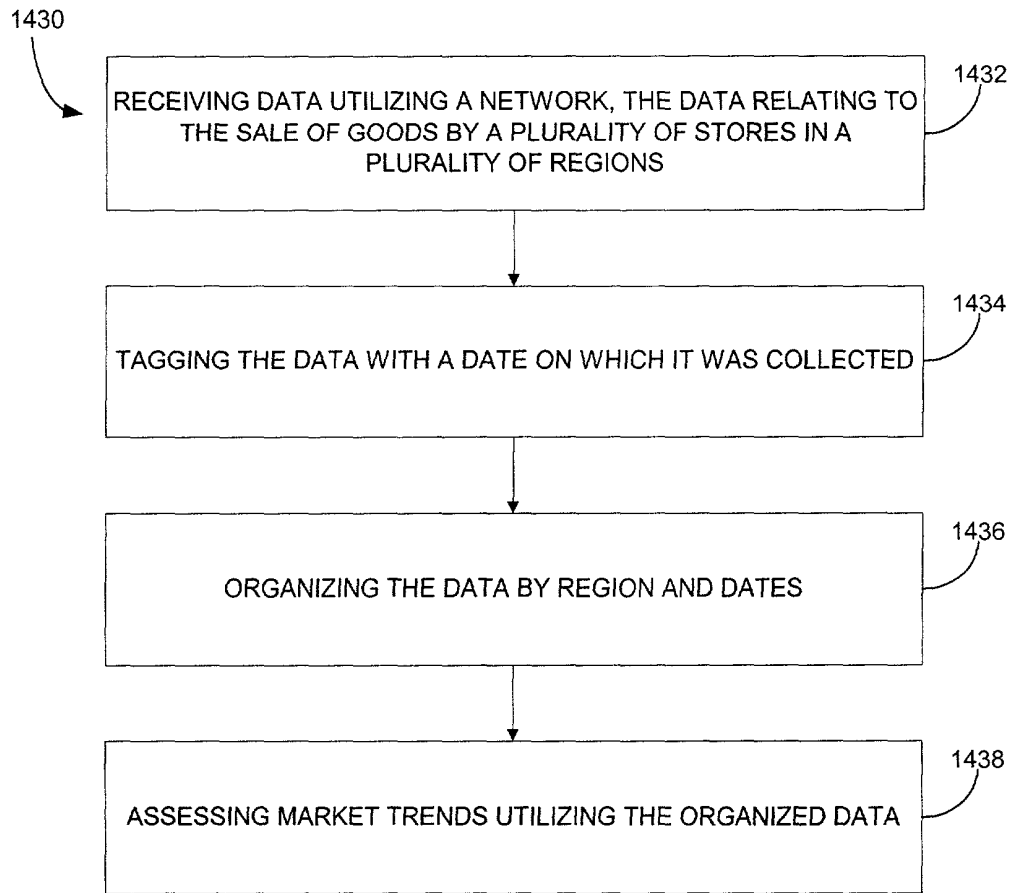 1430
1432
RECEIVING DATA UTILIZING A NETWORK, THE DATA RELATING TO
THE SALE OF GOODS BY A PLURALITY OF STORES IN A
PLURALITY OF REGIONS
1434
TAGGING THE DATA WITH A DATE ON WHICH IT WAS COLLECTED
1436
ORGANIZING THE DATA BY REGION AND DATES
1438
ASSESSING MARKET TRENDS UTILIZING THE ORGANIZED DATA